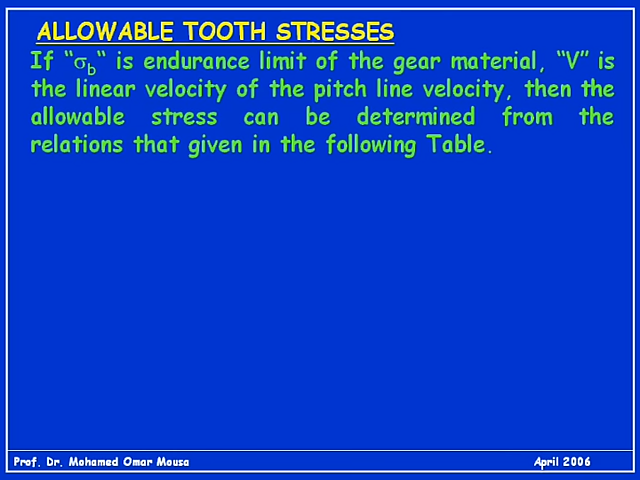 ALLOWABLE TOOTH STRESSES
If “σb“ is endurance limit of the gear material, “V” is
the linear velocity of the pitch line velocity, then the
allowable stress can be determined from the
relations that given in the following Table.
Prof. Dr. Mohamed Omar Mousa April 2006